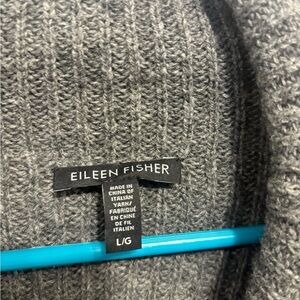 EILEEN FISHER
MADE IN
CHINA OF
ITALIAN
YARN/
FABRIQUÉ
EN CHINE
DE FIL
ITALIEN
L/G